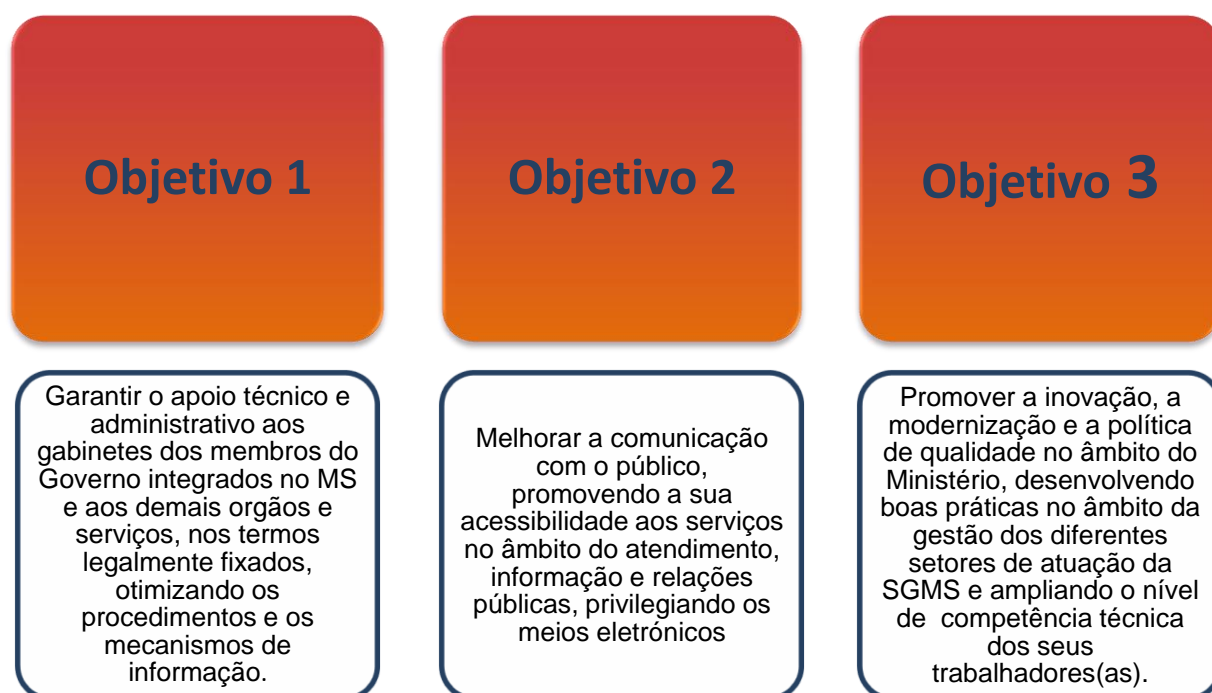 Objetivo 1
Objetivo 2
Objetivo 3
Garantir o apoio técnico e
administrativo aos
gabinetes dos membros do
Governo integrados no MS
e aos demais orgãos e
serviços, nos termos
legalmente fixados,
otimizando os
procedimentos e os
mecanismos de
informação.
Melhorar a comunicação
com o público,
promovendo a sua
acessibilidade aos serviços
no âmbito do atendimento,
informação e relações
públicas, privilegiando os
meios eletrónicos
Promover a inovação, a
modernização e a política
de qualidade no âmbito do
Ministério, desenvolvendo
boas práticas no âmbito da
gestão dos diferentes
setores de atuação da
SGMS e ampliando o nível
de competência técnica
dos seus
trabalhadores(as).